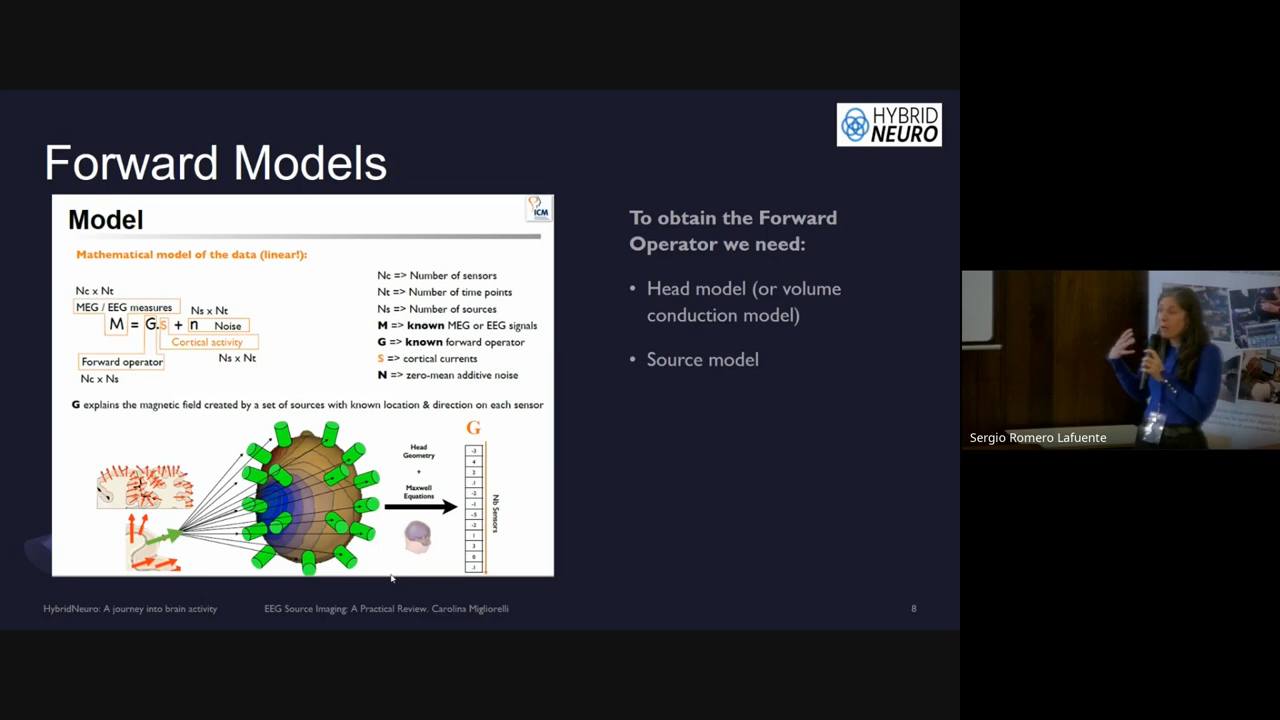 HYBRID
NEURO
Forward Models
Model
ICM
Mathematical model of the data (linear!):
Nc x Nt
MEG / EEG measures
Ns x Nt
M = G.s + n
Noise
Cortical activity
Forward operator
Ns x Nt
Nc x Ns
Nc => Number of sensors
Nt => Number of time points
Ns => Number of sources
M => known MEG or EEG signals
G => known forward operator
S => cortical currents
N => zero-mean additive noise
G explains the magnetic field created by a set of sources with known location & direction on each sensor
Head
Geometry
+
Maxwell
Equations
G
Nb Sensors
To obtain the Forward
Operator we need:
• Head model (or volume
conduction model)
• Source model
HybridNeuro: A journey into brain activity
EEG Source Imaging: A Practical Review. Carolina Migliorelli
8
Sergio Romero Lafuente